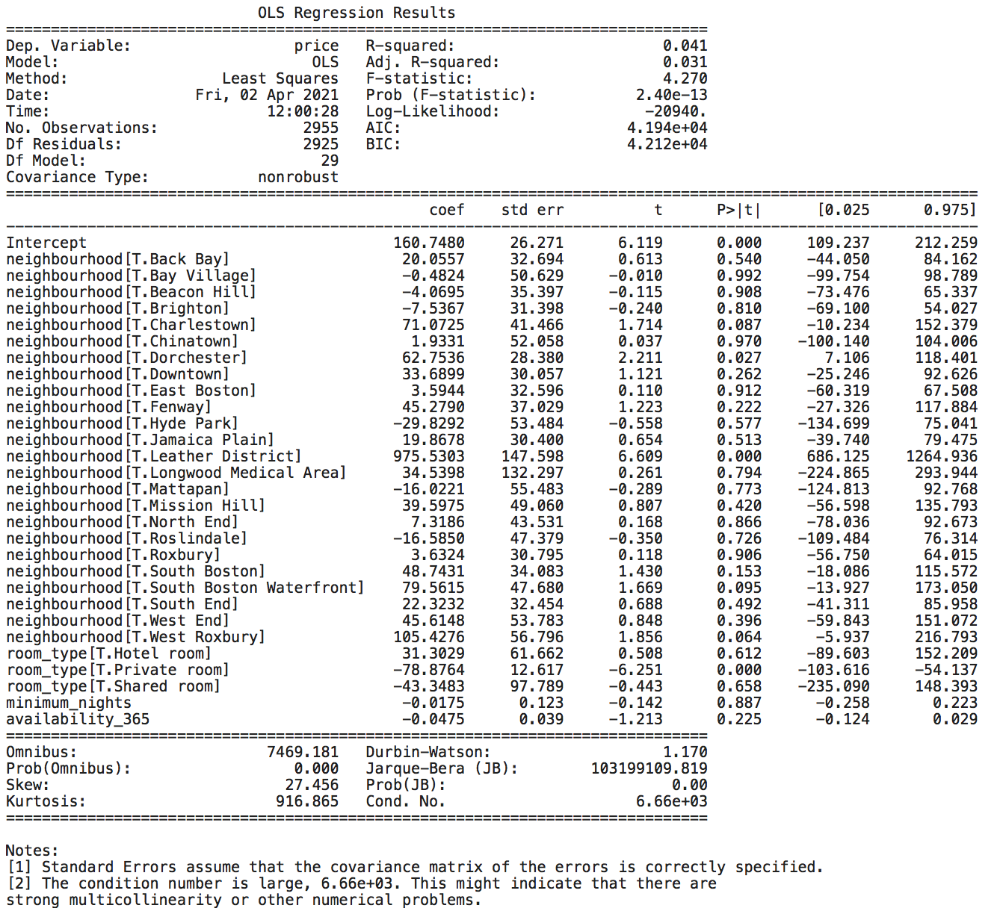 OLS Regression Results
==============================================================================
Dep. Variable: price R-squared: 0.041
Model: OLS Adj. R-squared: 0.031
Method: Least Squares F-statistic: 4.270
Date: Fri, 02 Apr 2021 Prob (F-statistic): 2.40e-13
Time: 12:00:28 Log-Likelihood: -20940.
No. Observations: 2955 AIC: 4.194e+04
Df Residuals: 2925 BIC: 4.212e+04
Df Model: 29
Covariance Type: nonrobust
============================================================================================================
coef std err t P>|t| [0.025 0.975]
------------------------------------------------------------------------------------------------------------
Intercept 160.7480 26.271 6.119 0.000 109.237 212.259
neighbourhood[T.Back Bay] 20.0557 32.694 0.613 0.540 -44.050 84.162
neighbourhood[T.Bay Village] -0.4824 50.629 -0.010 0.992 -99.754 98.789
neighbourhood[T.Beacon Hill] -4.0695 35.397 -0.115 0.908 -73.476 65.337
neighbourhood[T.Brighton] -7.5367 31.398 -0.240 0.810 -69.100 54.027
neighbourhood[T.Charlestown] 71.0725 41.466 1.714 0.087 -10.234 152.379
neighbourhood[T.Chinatown] 1.9331 52.058 0.037 0.970 -100.140 104.006
neighbourhood[T.Dorchester] 62.7536 28.380 2.211 0.027 7.106 118.401
neighbourhood[T.Downtown] 33.6899 30.057 1.121 0.262 -25.246 92.626
neighbourhood[T.East Boston] 3.5944 32.596 0.110 0.912 -60.319 67.508
neighbourhood[T.Fenway] 45.2790 37.029 1.223 0.222 -27.326 117.884
neighbourhood[T.Hyde Park] -29.8292 53.484 -0.558 0.577 -134.699 75.041
neighbourhood[T.Jamaica Plain] 19.8678 30.400 0.654 0.513 -39.740 79.475
neighbourhood[T.Leather District] 975.5303 147.598 6.609 0.000 686.125 1264.936
neighbourhood[T.Longwood Medical Area] 34.5398 132.297 0.261 0.794 -224.865 293.944
neighbourhood[T.Mattapan] -16.0221 55.483 -0.289 0.773 -124.813 92.768
neighbourhood[T.Mission Hill] 39.5975 49.060 0.807 0.420 -56.598 135.793
neighbourhood[T.North End] 7.3186 43.531 0.168 0.866 -78.036 92.673
neighbourhood[T.Roslindale] -16.5850 47.379 -0.350 0.726 -109.484 76.314
neighbourhood[T.Roxbury] 3.6324 30.795 0.118 0.906 -56.750 64.015
neighbourhood[T.South Boston] 48.7431 34.083 1.430 0.153 -18.086 115.572
neighbourhood[T.South Boston Waterfront] 79.5615 47.680 1.669 0.095 -13.927 173.050
neighbourhood[T.South End] 22.3232 32.454 0.688 0.492 -41.311 85.958
neighbourhood[T.West End] 45.6148 53.783 0.848 0.396 -59.843 151.072
neighbourhood[T.West Roxbury] 105.4276 56.796 1.856 0.064 -5.937 216.793
room_type[T.Hotel room] 31.3029 61.662 0.508 0.612 -89.603 152.209
room_type[T.Private room] -78.8764 12.617 -6.251 0.000 -103.616 -54.137
room_type[T.Shared room] -43.3483 97.789 -0.443 0.658 -235.090 148.393
minimum_nights -0.0175 0.123 -0.142 0.887 -0.258 0.223
availability_365 -0.0475 0.039 -1.213 0.225 -0.124 0.029
==============================================================================
Omnibus: 7469.181 Durbin-Watson: 1.170
Prob(Omnibus): 0.000 Jarque-Bera (JB): 103199109.819
Skew: 27.456 Prob(JB): 0.00
Kurtosis: 916.865 Cond. No. 6.66e+03
==============================================================================
Notes:
[1] Standard Errors assume that the covariance matrix of the errors is correctly specified.
[2] The condition number is large, 6.66e+03. This might indicate that there are
strong multicollinearity or other numerical problems.